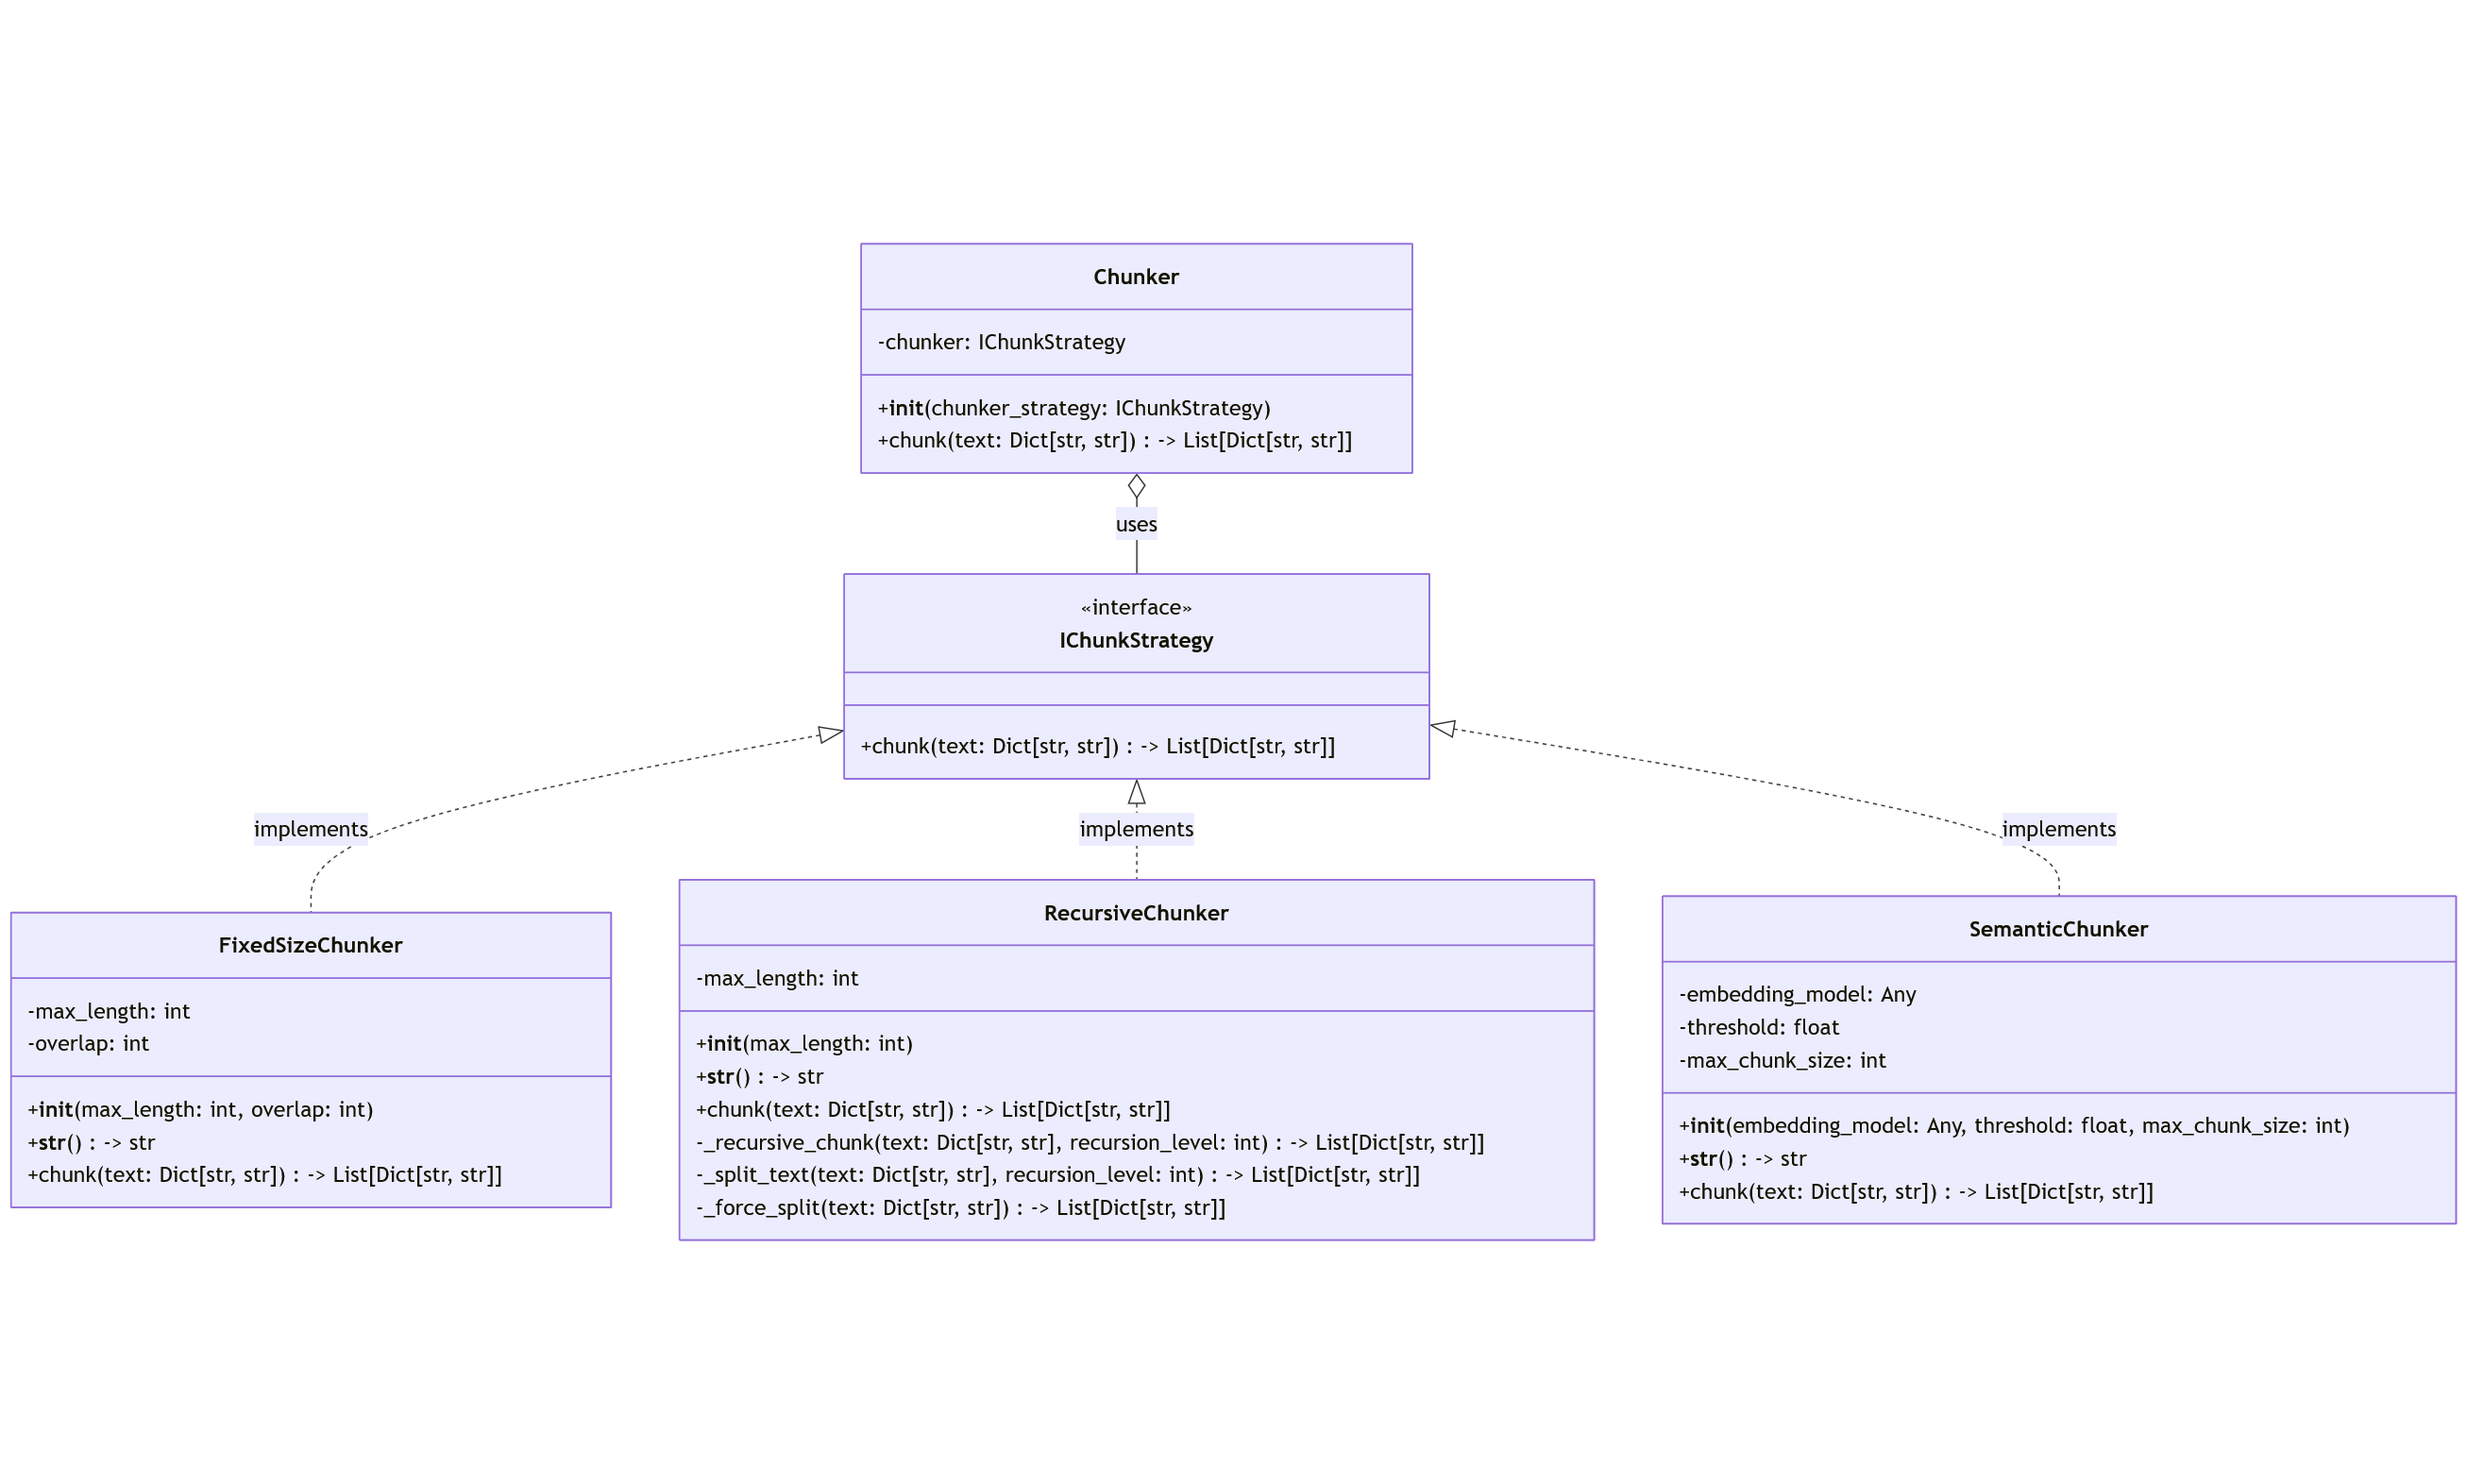 Chunker
-chunker: IChunkStrategy
+init(chunker_strategy: IChunkStrategy)
+chunk(text: Dict[str, str]) : -> List[Dict[str, str]]
uses
«interface»
IChunkStrategy
+chunk(text: Dict[str, str]) : -> List[Dict[str, str]]
implements
implements
implements
FixedSizeChunker
-max_length: int
-overlap: int
+init(max_length: int, overlap: int)
+str() : -> str
+chunk(text: Dict[str, str]) : -> List[Dict[str, str]]
RecursiveChunker
-max_length: int
+init(max_length: int)
+str() : -> str
+chunk(text: Dict[str, str]) : -> List[Dict[str, str]]
-_recursive_chunk(text: Dict[str, str], recursion_level: int) : -> List[Dict[str, str]]
-_split_text(text: Dict[str, str], recursion_level: int) : -> List[Dict[str, str]]
-_force_split(text: Dict[str, str]) : -> List[Dict[str, str]]
SemanticChunker
-embedding_model: Any
-threshold: float
-max_chunk_size: int
+init(embedding_model: Any, threshold: float, max_chunk_size: int)
+str() : -> str
+chunk(text: Dict[str, str]) : -> List[Dict[str, str]]